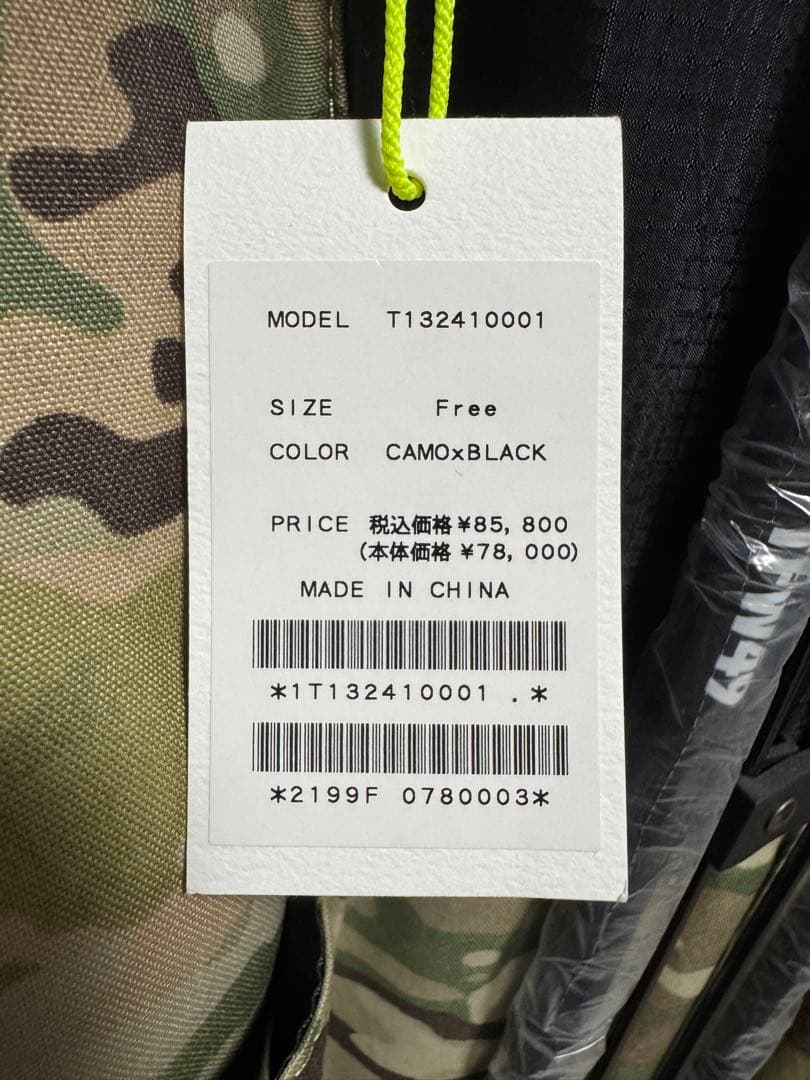 MODEL T132410001
SIZE Free
COLOR CAMOxBLACK
PRICE 税込価格 ¥85,800
(本体価格 ¥78,000)
MADE IN CHINA
*1T132410001 .*
*2199F 0780003*